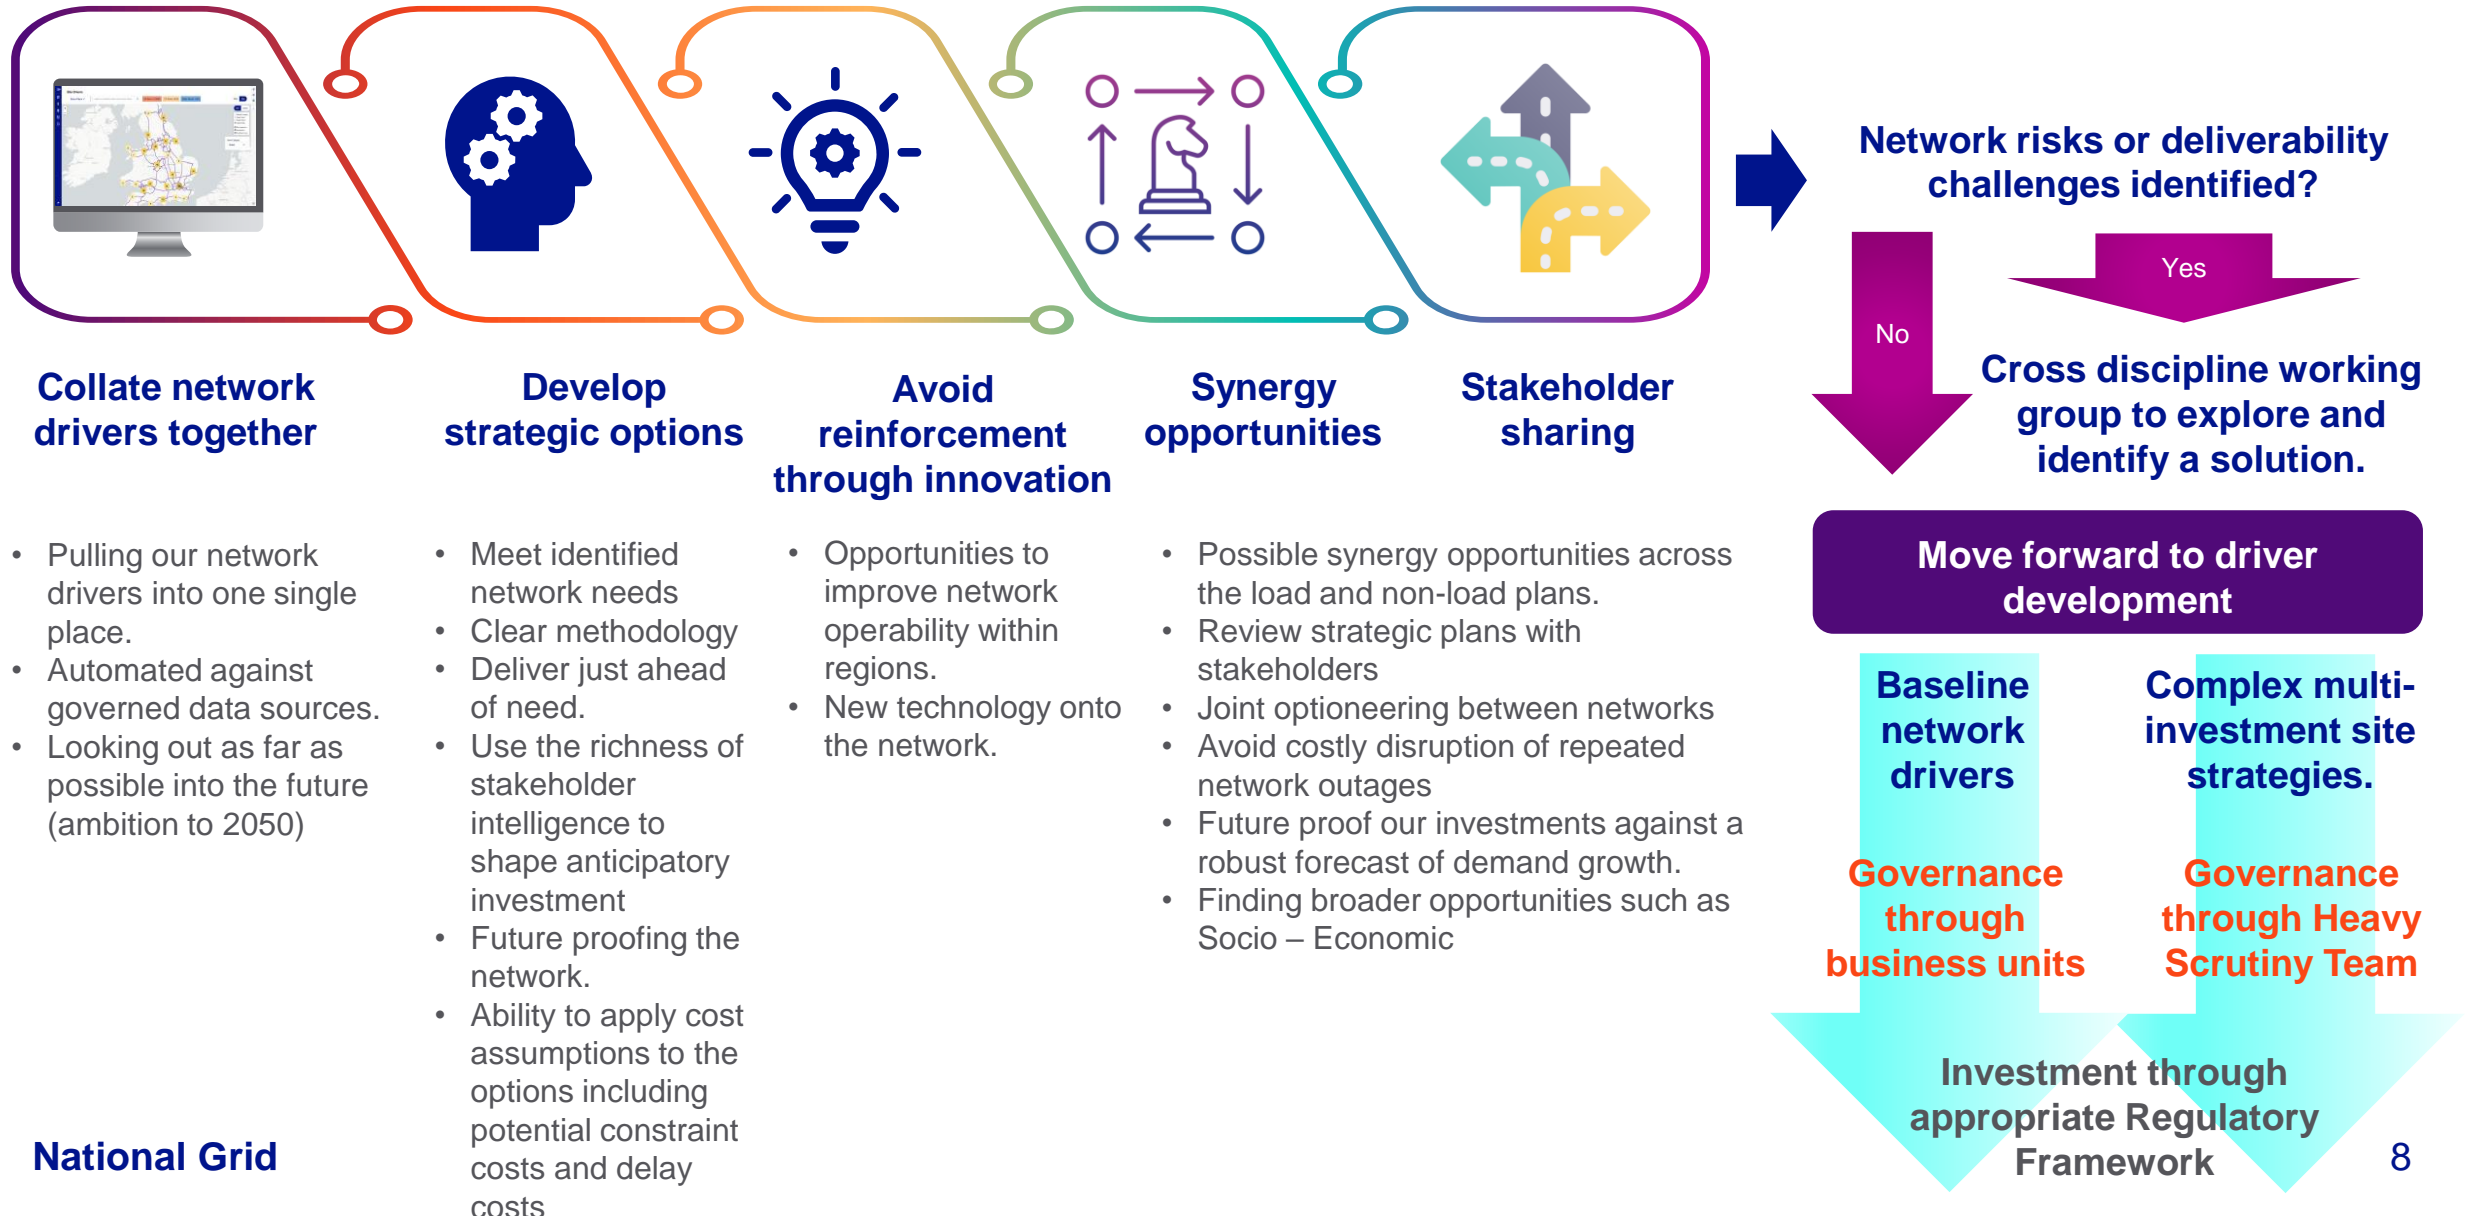 Collate network
drivers together
Develop
strategic options
Avoid
reinforcement
through innovation
Synergy
opportunities
Stakeholder
sharing
• Pulling our network
drivers into one single
place.
• Automated against
governed data sources.
• Looking out as far as
possible into the future
(ambition to 2050)
• Meet identified
network needs
• Clear methodology
• Deliver just ahead
of need.
• Use the richness of
stakeholder
intelligence to
shape anticipatory
investment
• Future proofing the
network.
• Ability to apply cost
assumptions to the
options including
potential constraint
costs and delay
costs
• Opportunities to
improve network
operability within
regions.
• New technology onto
the network.
• Possible synergy opportunities across
the load and non-load plans.
• Review strategic plans with
stakeholders
• Joint optioneering between networks
• Avoid costly disruption of repeated
network outages
• Future proof our investments against a
robust forecast of demand growth.
• Finding broader opportunities such as
Socio – Economic
Network risks or deliverability
challenges identified?
Yes
No
Cross discipline working
group to explore and
identify a solution.
Move forward to driver
development
Baseline
network
drivers
Complex multi-
investment site
strategies.
Governance
through
business units
Governance
through Heavy
Scrutiny Team
Investment through
appropriate Regulatory
Framework
National Grid
8